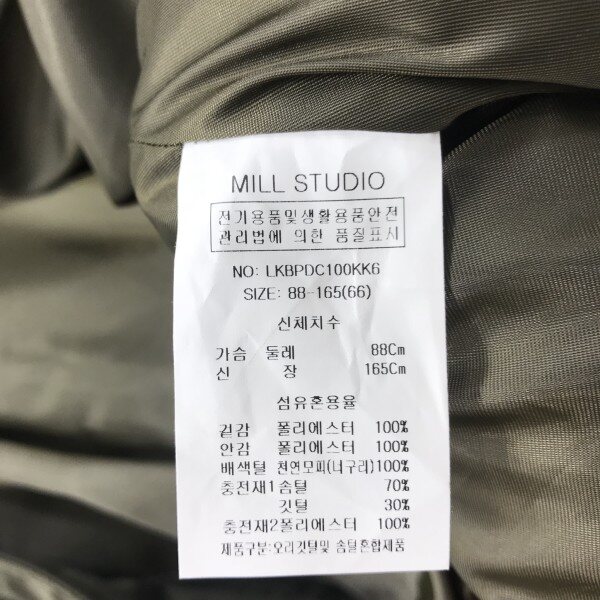 MILL STUDIO
전기용품및생활용품안전
관리법에 의한 품질표시
NO: LKBPDC100KK6
SIZE: 88-165(66)
신체치수
가슴 둘레 88Cm
신 장 165Cm
섬유혼용율
겉감 폴리에스터 100%
안감 폴리에스터 100%
배색털 천연모피(너구리)100%
충전재1솜털 70%
깃털 30%
충전재2폴리에스터 100%
제품구분:오리깃털및 솜털혼합제품